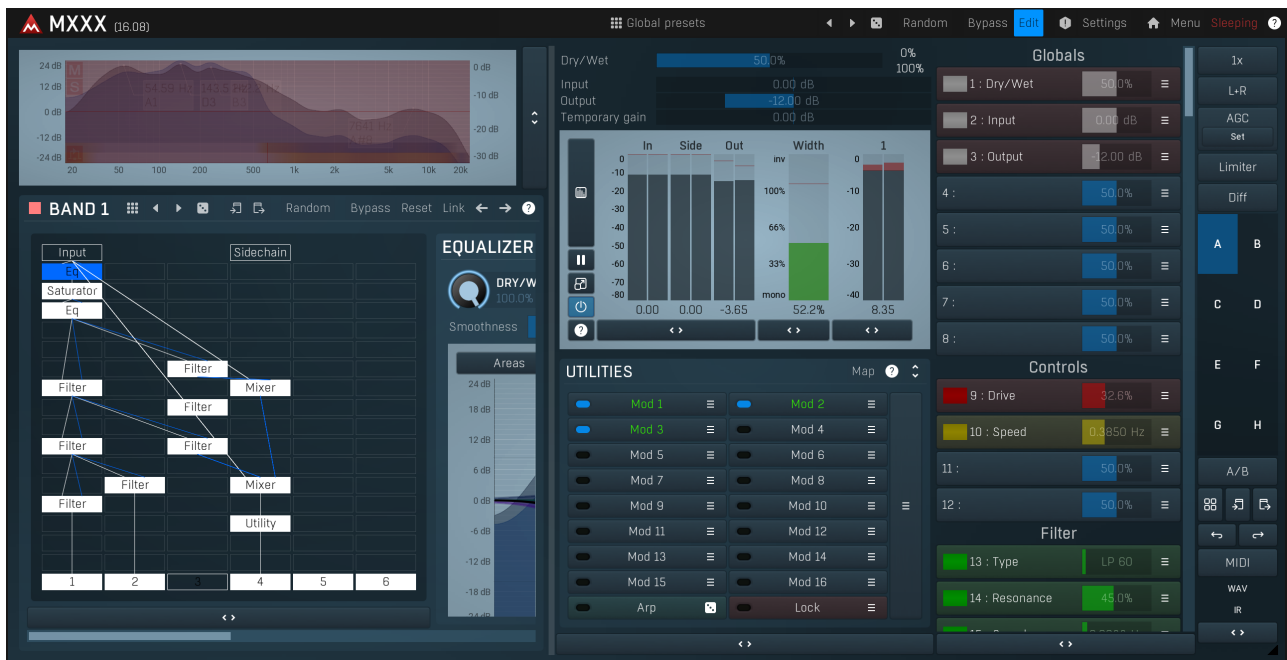 MXXX (16.08)
Global presets
Random
Bypass
Edit
Settings
Menu
Sleeping
24 dB
12 dB
0 dB
-12 dB
-24 dB
M
S
0 dB
-10 dB
-20 dB
-30 dB
20 50 100 200 500 1k 2k 5k 10k 20k
BAND 1
Random
Bypass
Reset
Link
Input
Sidechain
Eq
Saturator
Eq
Filter
Filter
Mixer
Filter
Filter
Filter
Filter
Mixer
Filter
Utility
1 2 3 4 5 6
EQUALIZER
DRY/W
100.0%
Smoothness
Areas
24 dB
18 dB
12 dB
6 dB
0 dB
-6 dB
-12 dB
-18 dB
-24 dB
Dry/Wet 50.0% 0%
100%
Input 0.00 dB
Output -12.00 dB
Temporary gain 0.00 dB
In Side Out Width 1
0
-10
-20
-30
-40
-50
-60
-70
-80
inv
100%
66%
33%
mono
0
-10
-20
-30
-40
0.00 0.00 -3.65 52.2% 8.35
UTILITIES
Map
Mod 1 Mod 2
Mod 3 Mod 4
Mod 5 Mod 6
Mod 7 Mod 8
Mod 9 Mod 10
Mod 11 Mod 12
Mod 13 Mod 14
Mod 15 Mod 16
Arp Lock
Globals
1 : Dry/Wet 50.0%
2 : Input 0.00 dB
3 : Output -12.00 dB
4 : 50.0%
5 : 50.0%
6 : 50.0%
7 : 50.0%
8 : 50.0%
Controls
9 : Drive 32.6%
10 : Speed 0.3850 Hz
11 : 50.0%
12 : 50.0%
Filter
13 : Type LP 60
14 : Resonance 45.0%
1x
L+R
AGC
Set
Limiter
Diff
A B
C D
E F
G H
A/B
MIDI
WAV
IR